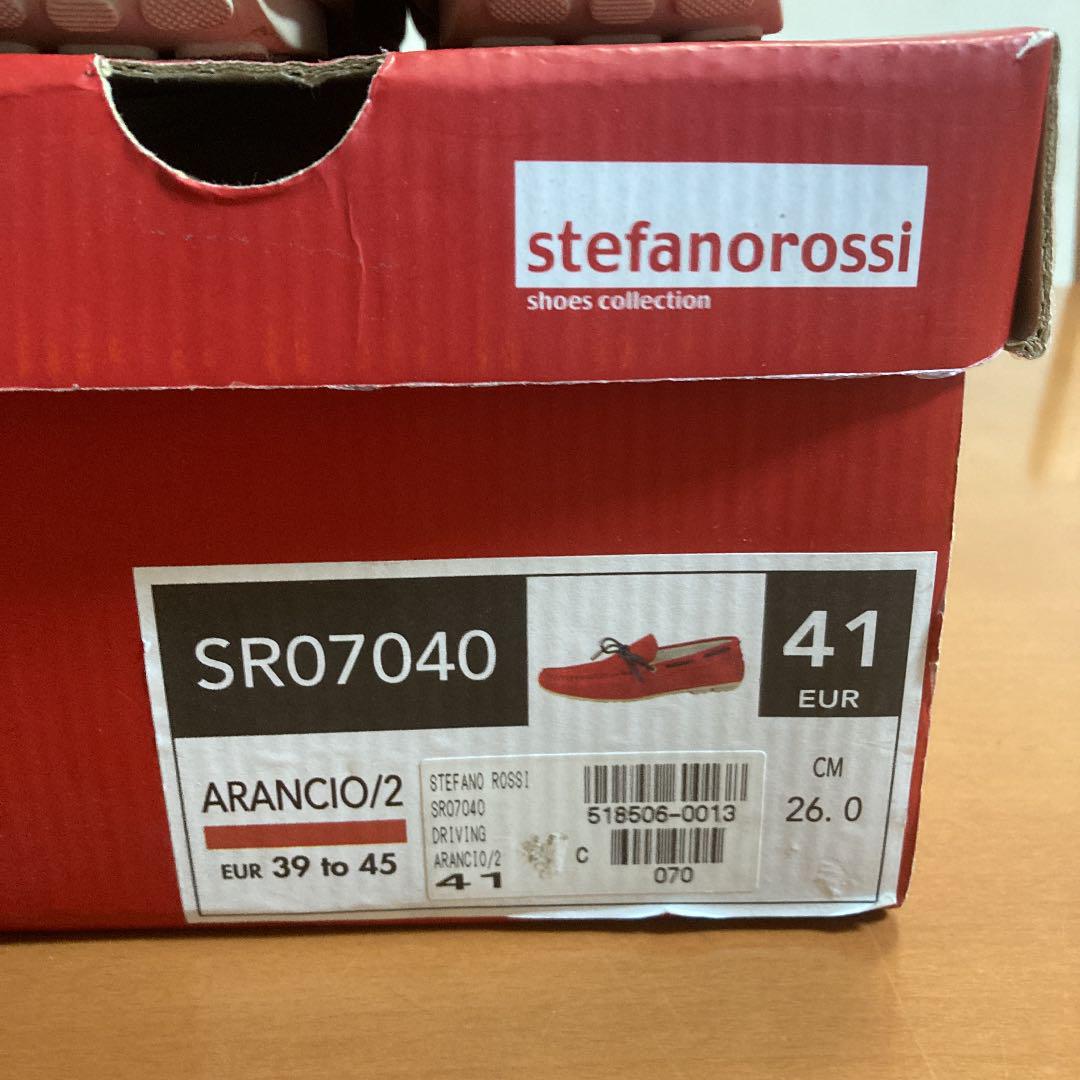 stefanorossi
shoes collection
SR07040
41
EUR
ARANCIO/2
EUR 39 to 45
STEFANO ROSSI
SR07040
DRIVING
ARANCIO/2
41
518506-0013
C
070
CM
26.0